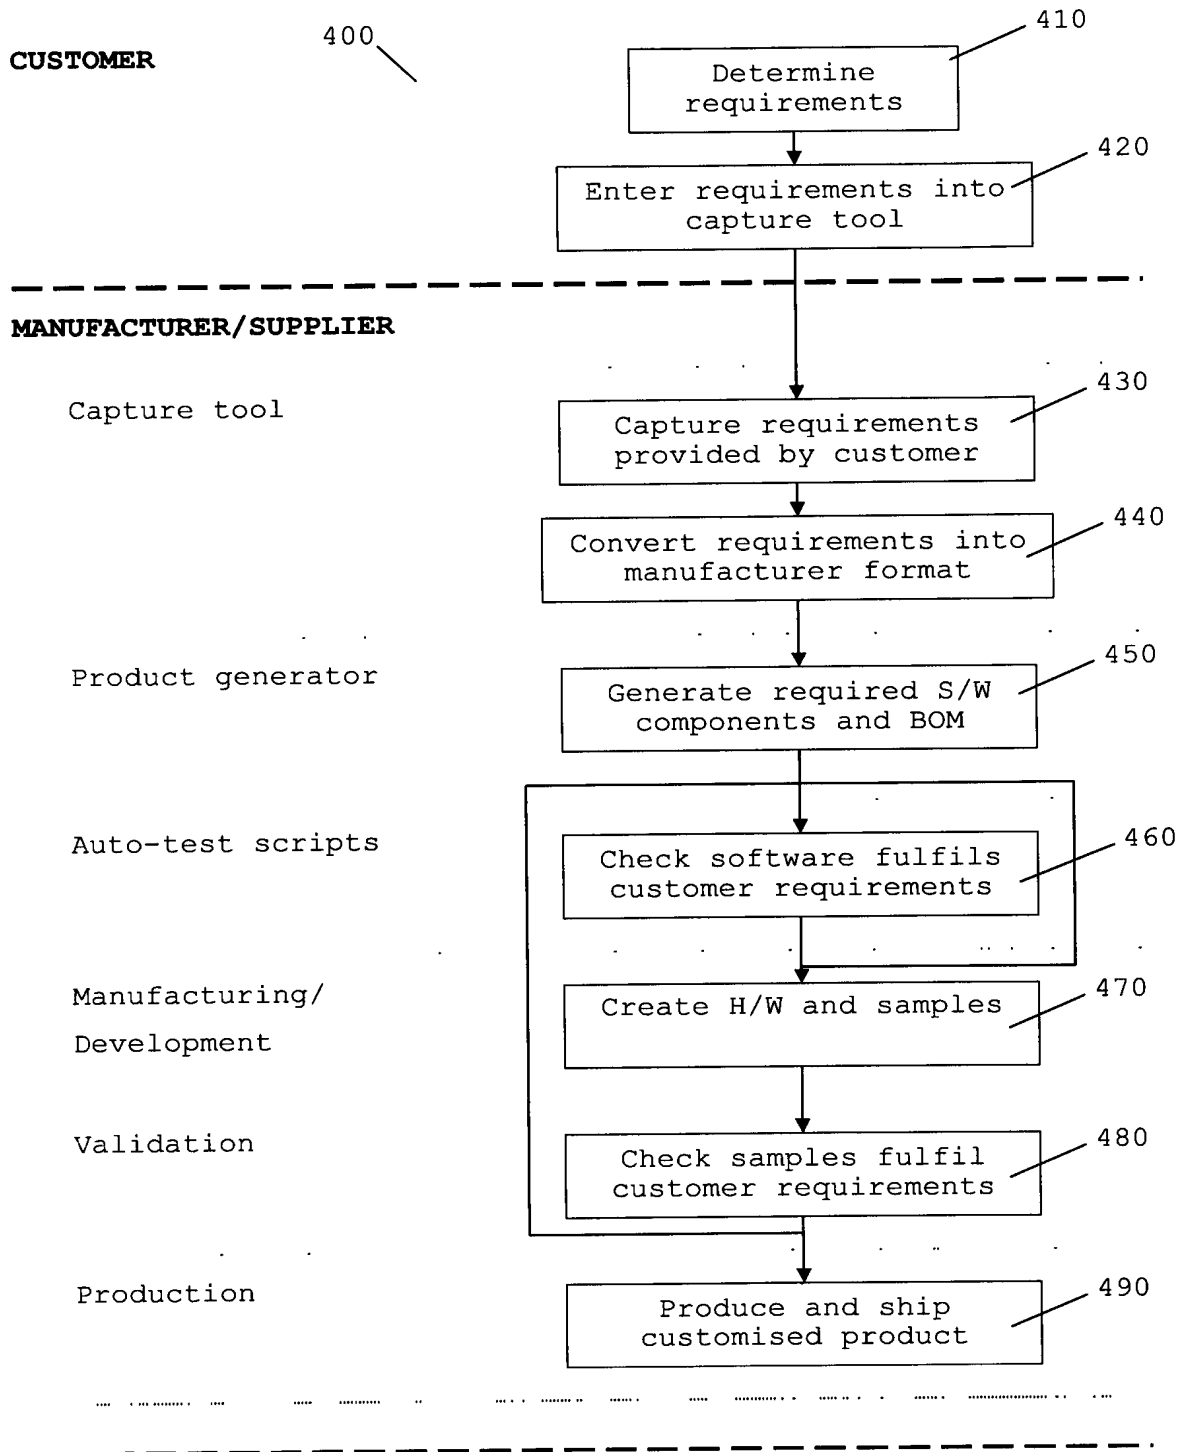 CUSTOMER
400
410
Determine
requirements
420
Enter requirements into
capture tool
MANUFACTURER/SUPPLIER
Capture tool
430
Capture requirements
provided by customer
440
Convert requirements into
manufacturer format
Product generator
450
Generate required S/W
components and BOM
Auto-test scripts
460
Check software fulfils
customer requirements
Manufacturing/
Development
470
Create H/W and samples
Validation
480
Check samples fulfil
customer requirements
Production
490
Produce and ship
customised product